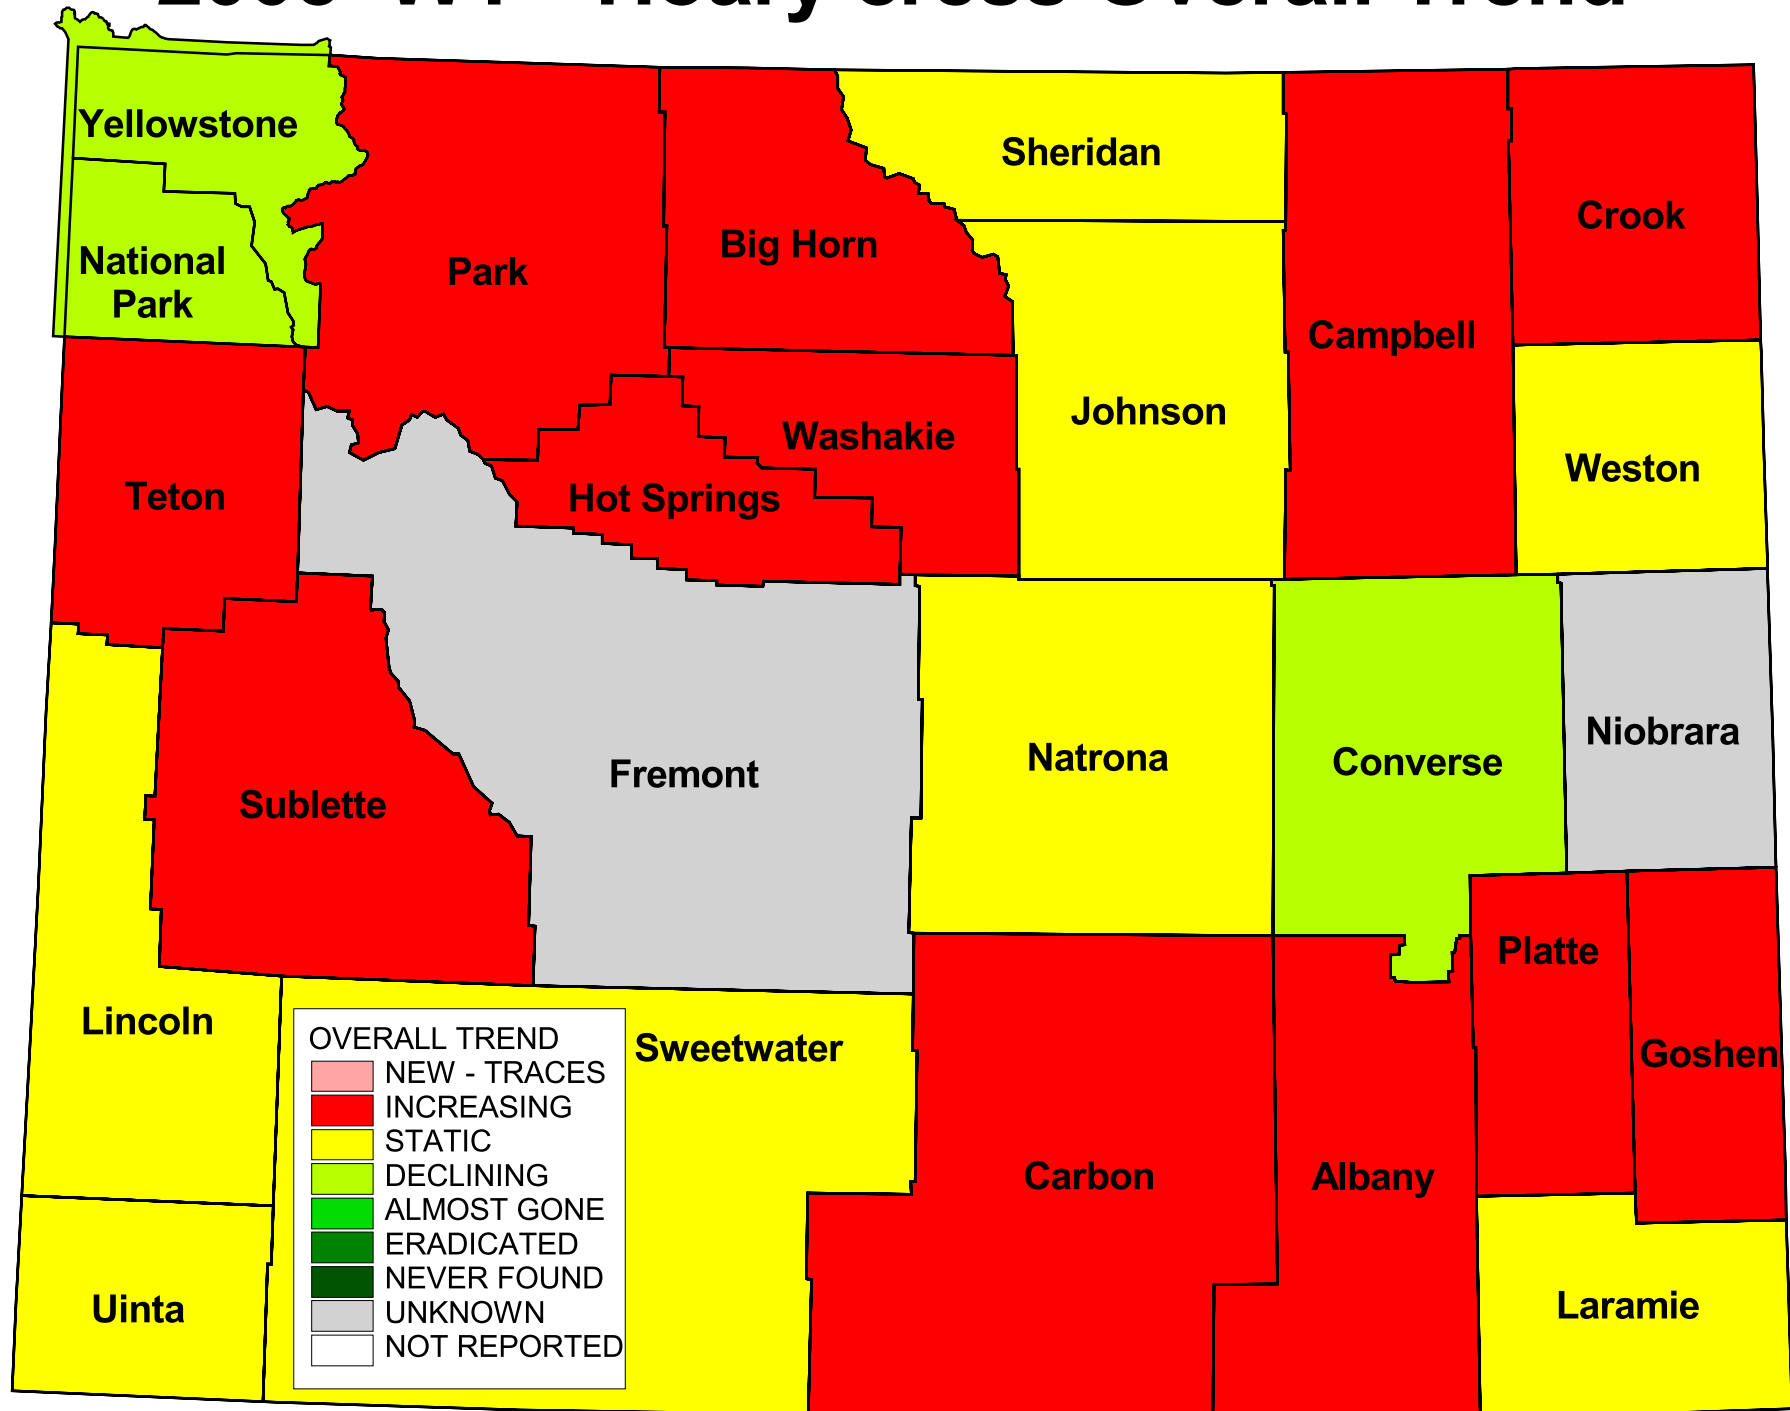 Overall Trend
Yellowstone
Sheridan
Crook
Big Horn
National
Park
Park
Campbell
Johnson
Washakie
Weston
Teton
Hot Springs
Niobrara
Natrona
Converse
Fremont
Sublette
Platte
Lincoln
Sweetwater
Goshen
Carbon
Albany
Uinta
Laramie
OVERALL TREND
NEW - TRACES
INCREASING
STATIC
DECLINING
ALMOST GONE
ERADICATED
NEVER FOUND
UNKNOWN
NOT REPORTED